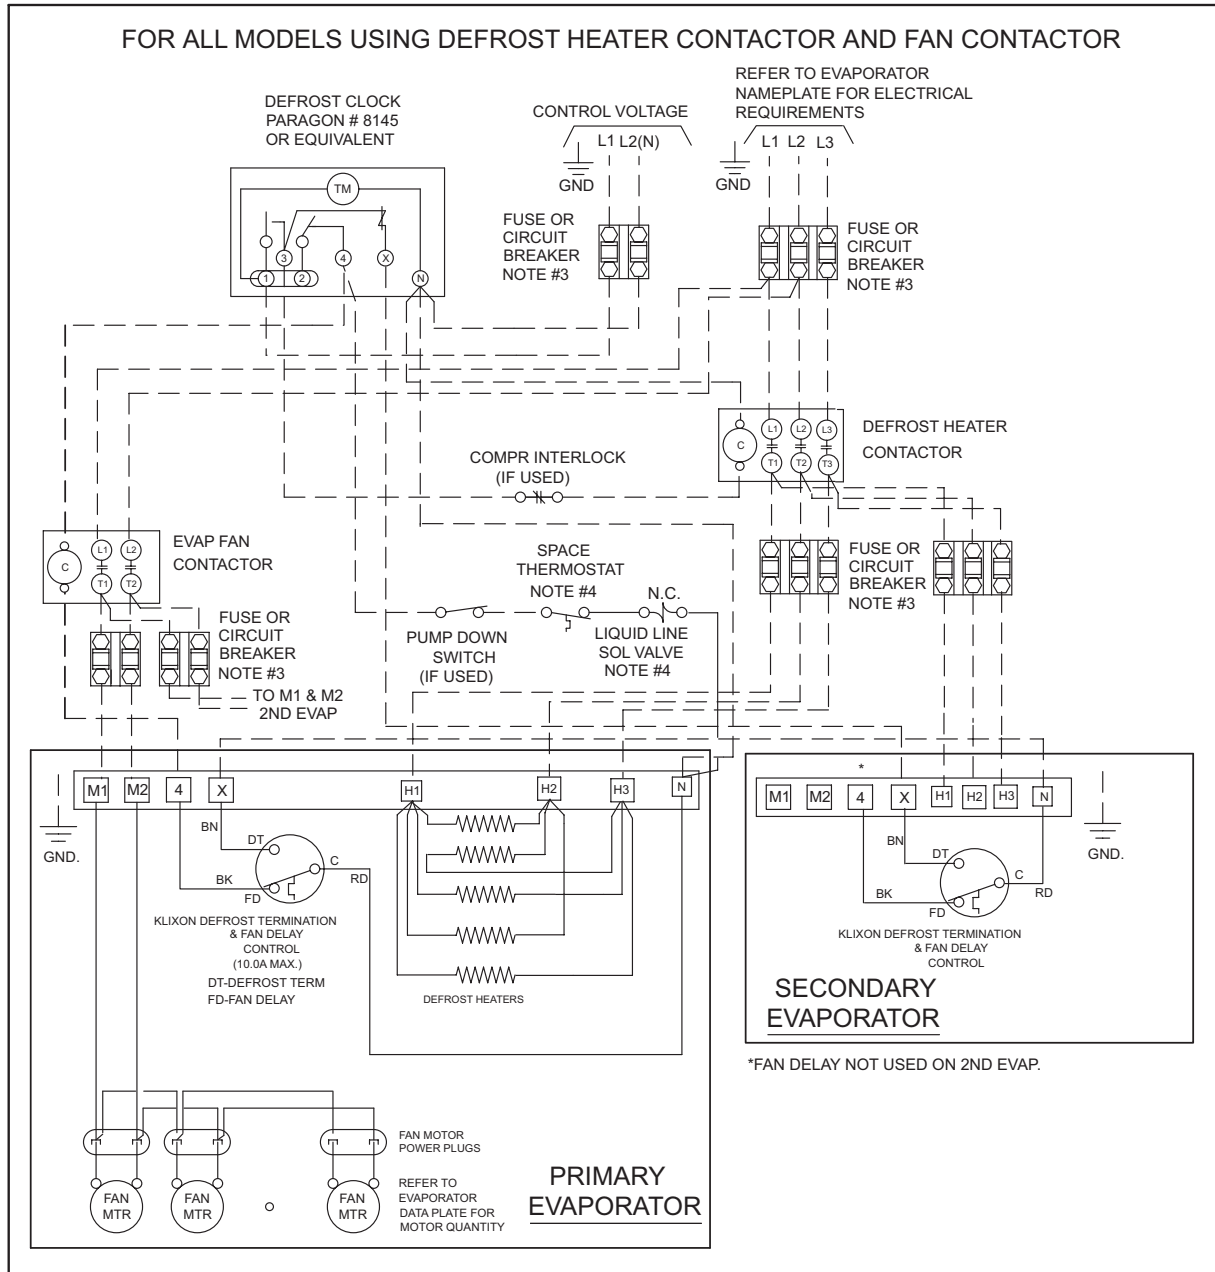 FOR ALL MODELS USING DEFROST HEATER CONTACTOR AND FAN CONTACTOR
DEFROST CLOCK
PARAGON # 8145
OR EQUIVALENT
CONTROL VOLTAGE
L1 L2(N)
GND
REFER TO EVAPORATOR
NAMEPLATE FOR ELECTRICAL
REQUIREMENTS
L1 L2 L3
GND
TM
3
4
X
1
2
N
FUSE OR
CIRCUIT
BREAKER
NOTE #3
FUSE OR
CIRCUIT
BREAKER
NOTE #3
C
L1 L2 L3
T1 T2 T3
DEFROST HEATER
CONTACTOR
COMPR INTERLOCK
(IF USED)
C
L1 L2
T1 T2
EVAP FAN
CONTACTOR
SPACE
THERMOSTAT
NOTE #4
N.C.
FUSE OR
CIRCUIT
BREAKER
NOTE #3
FUSE OR
CIRCUIT
BREAKER
NOTE #3
PUMP DOWN
SWITCH
(IF USED)
LIQUID LINE
SOL VALVE
NOTE #4
TO M1 & M2
2ND EVAP
M1 M2 4 X H1 H2 H3 N
GND.
BN
DT
C
BK
FD
RD
KLIXON DEFROST TERMINATION
& FAN DELAY
CONTROL
(10.0A MAX.)
DT-DEFROST TERM
FD-FAN DELAY
DEFROST HEATERS
*
M1 M2 4 X H1 H2 H3 N
GND.
BN
DT
C
BK
FD
RD
KLIXON DEFROST TERMINATION
& FAN DELAY
CONTROL
SECONDARY
EVAPORATOR
*FAN DELAY NOT USED ON 2ND EVAP.
FAN MOTOR
POWER PLUGS
FAN
MTR
FAN
MTR
FAN
MTR
REFER TO
EVAPORATOR
DATA PLATE FOR
MOTOR QUANTITY
PRIMARY
EVAPORATOR